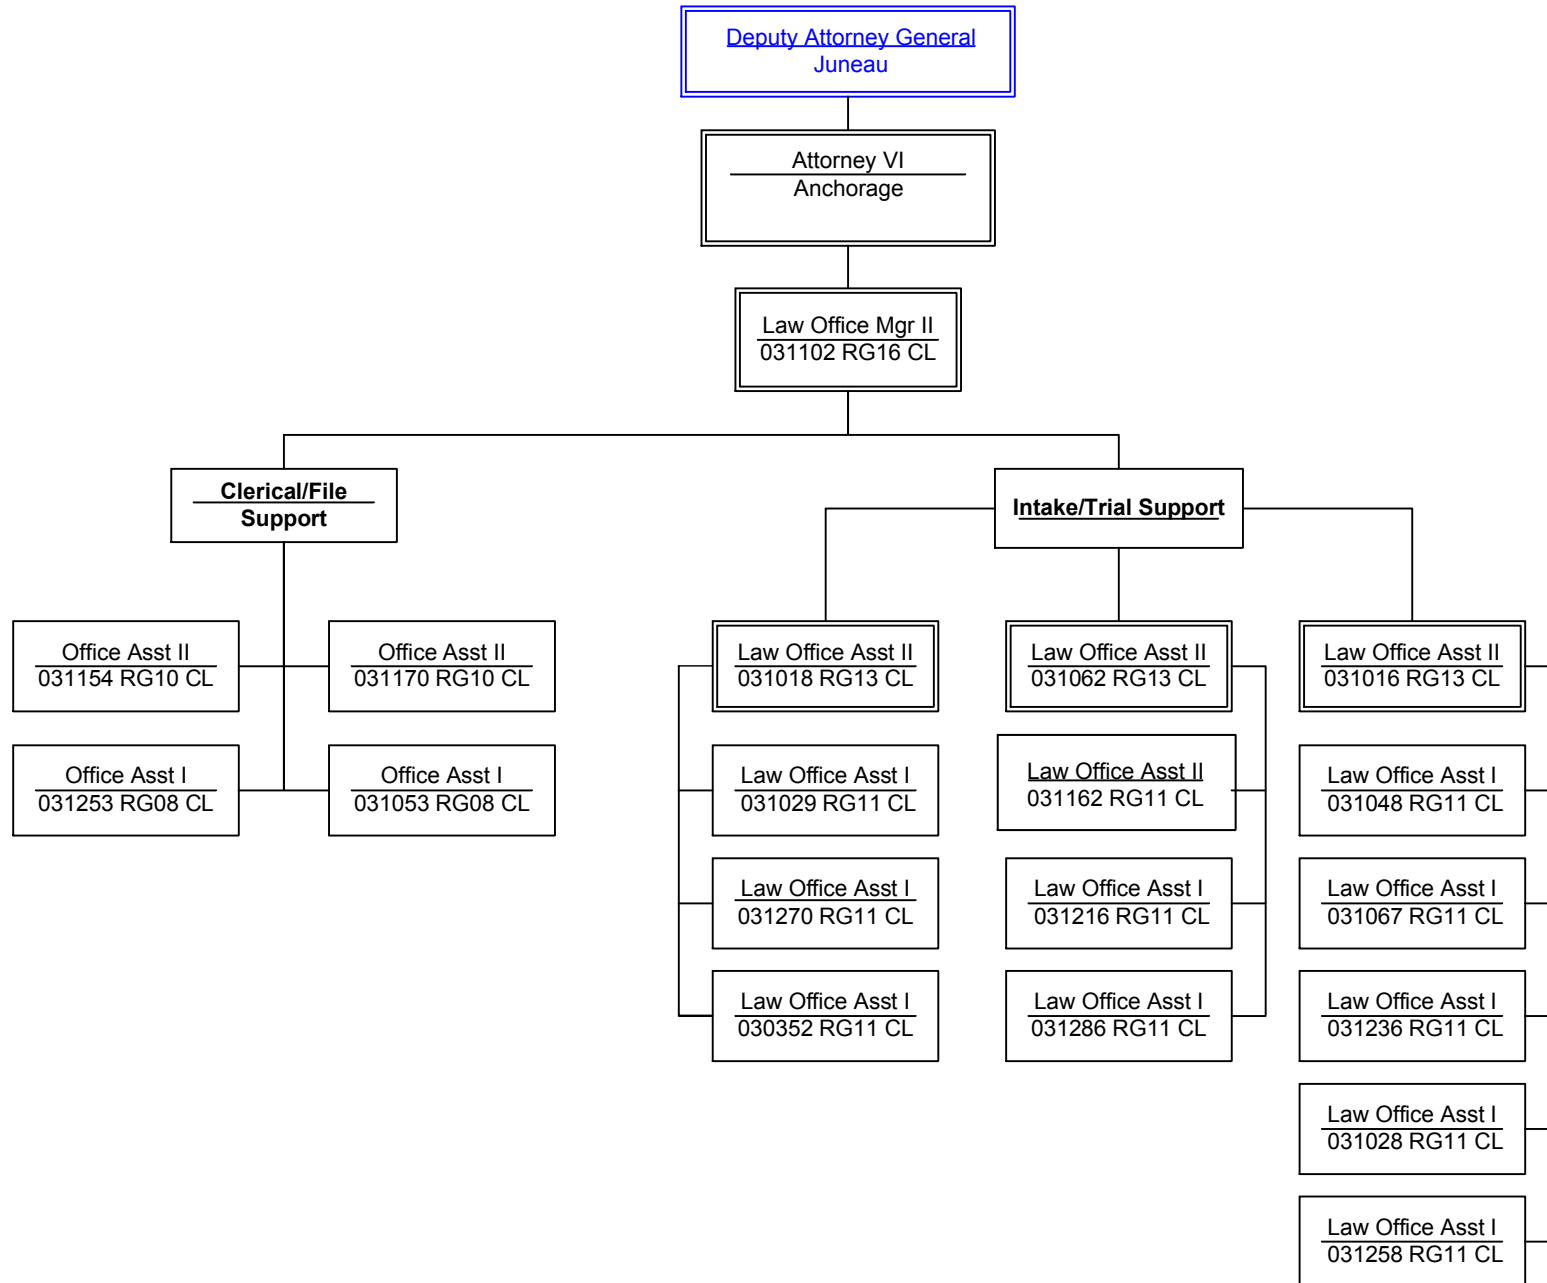 Deputy Attorney General
Juneau
Attorney VI
Anchorage
Law Office Mgr II
031102 RG16 CL
Clerical/File
Support
Intake/Trial Support
Office Asst II
031154 RG10 CL
Office Asst II
031170 RG10 CL
Office Asst I
031253 RG08 CL
Office Asst I
031053 RG08 CL
Law Office Asst II
031018 RG13 CL
Law Office Asst I
031029 RG11 CL
Law Office Asst I
031270 RG11 CL
Law Office Asst I
030352 RG11 CL
Law Office Asst II
031062 RG13 CL
Law Office Asst II
031162 RG11 CL
Law Office Asst I
031216 RG11 CL
Law Office Asst I
031286 RG11 CL
Law Office Asst II
031016 RG13 CL
Law Office Asst I
031048 RG11 CL
Law Office Asst I
031067 RG11 CL
Law Office Asst I
031236 RG11 CL
Law Office Asst I
031028 RG11 CL
Law Office Asst I
031258 RG11 CL